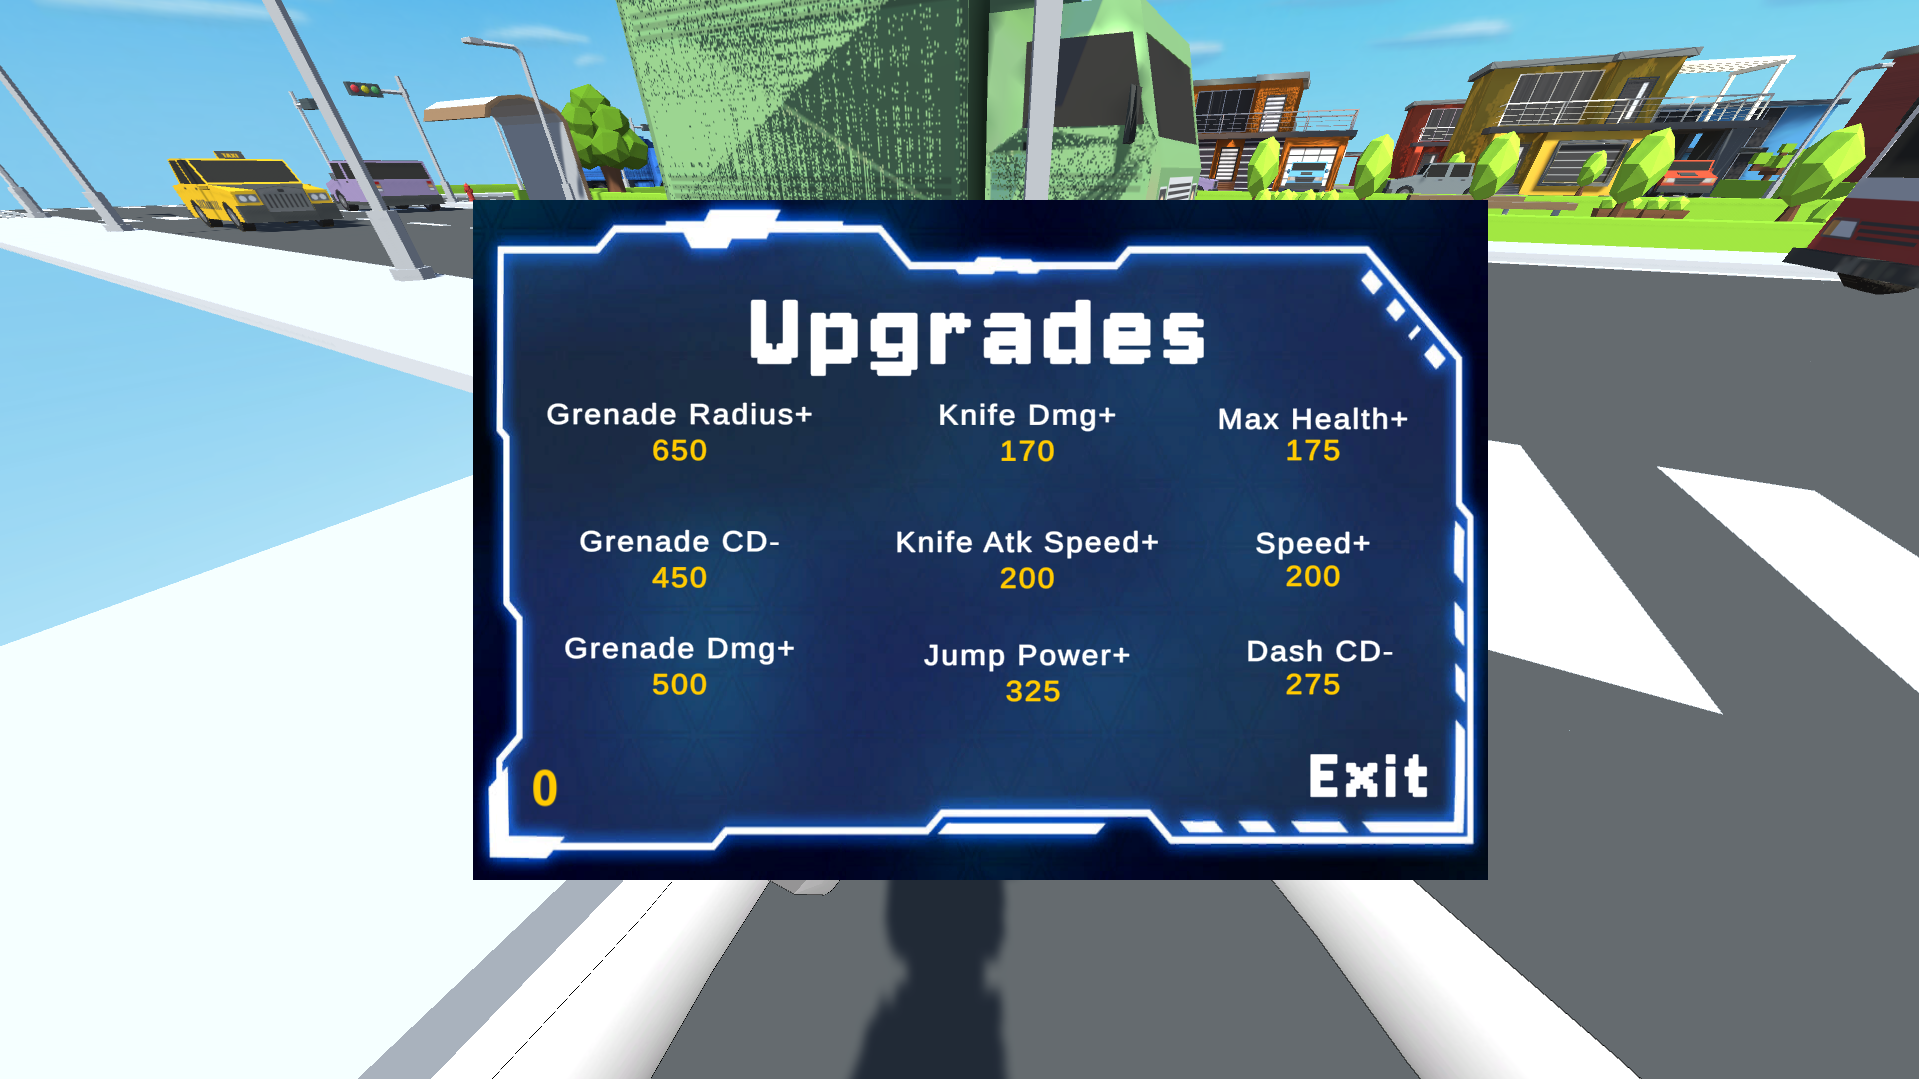 TAXI
Upgrades
Grenade Radius+
650
Knife Dmg+
170
Max Health+
175
Grenade CD-
450
Knife Atk Speed+
200
Speed+
200
Grenade Dmg+
500
Jump Power+
325
Dash CD-
275
0
Exit